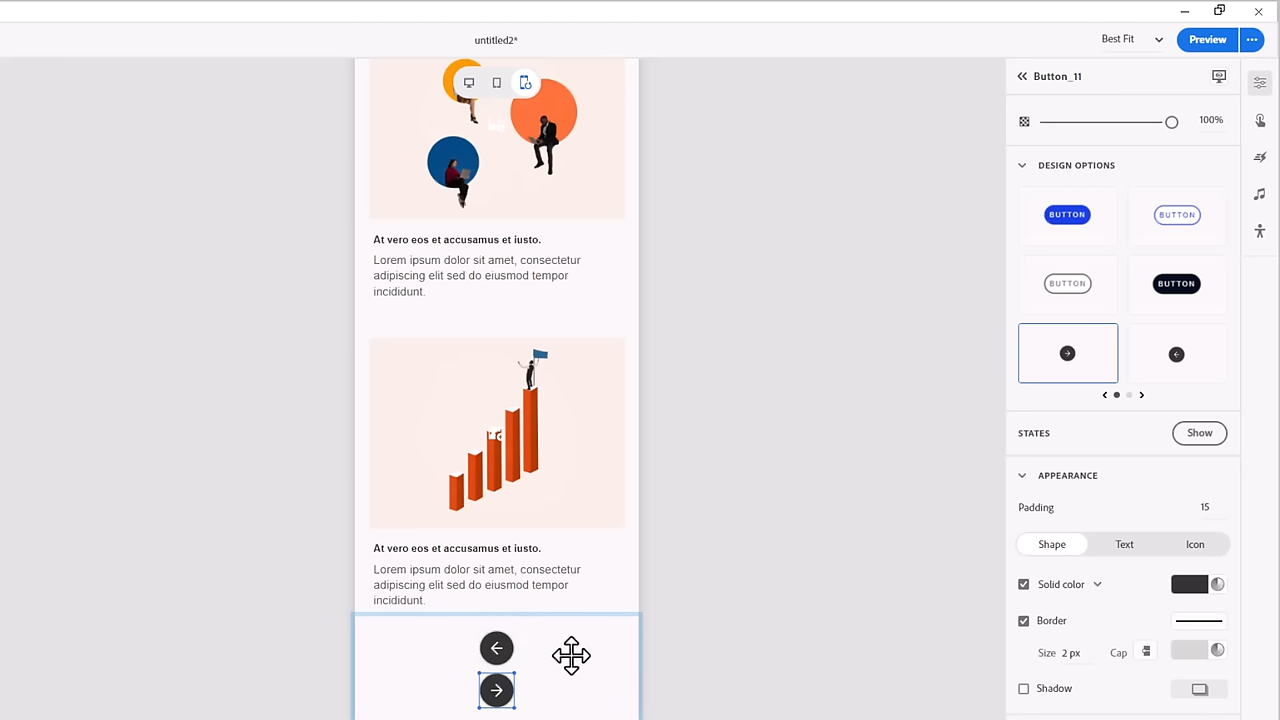 untitled2*
Best Fit
Preview
Button_11
100%
DESIGN OPTIONS
BUTTON
BUTTON
BUTTON
BUTTON
STATES
Show
APPEARANCE
Padding
15
Shape
Text
Icon
Solid color
Border
Size
2 px
Cap
Shadow
At vero eos et accusamus et iusto.
Lorem ipsum dolor sit amet, consectetur
adipiscing elit sed do eiusmod tempor
incididunt.
At vero eos et accusamus et iusto.
Lorem ipsum dolor sit amet, consectetur
adipiscing elit sed do eiusmod tempor
incididunt.